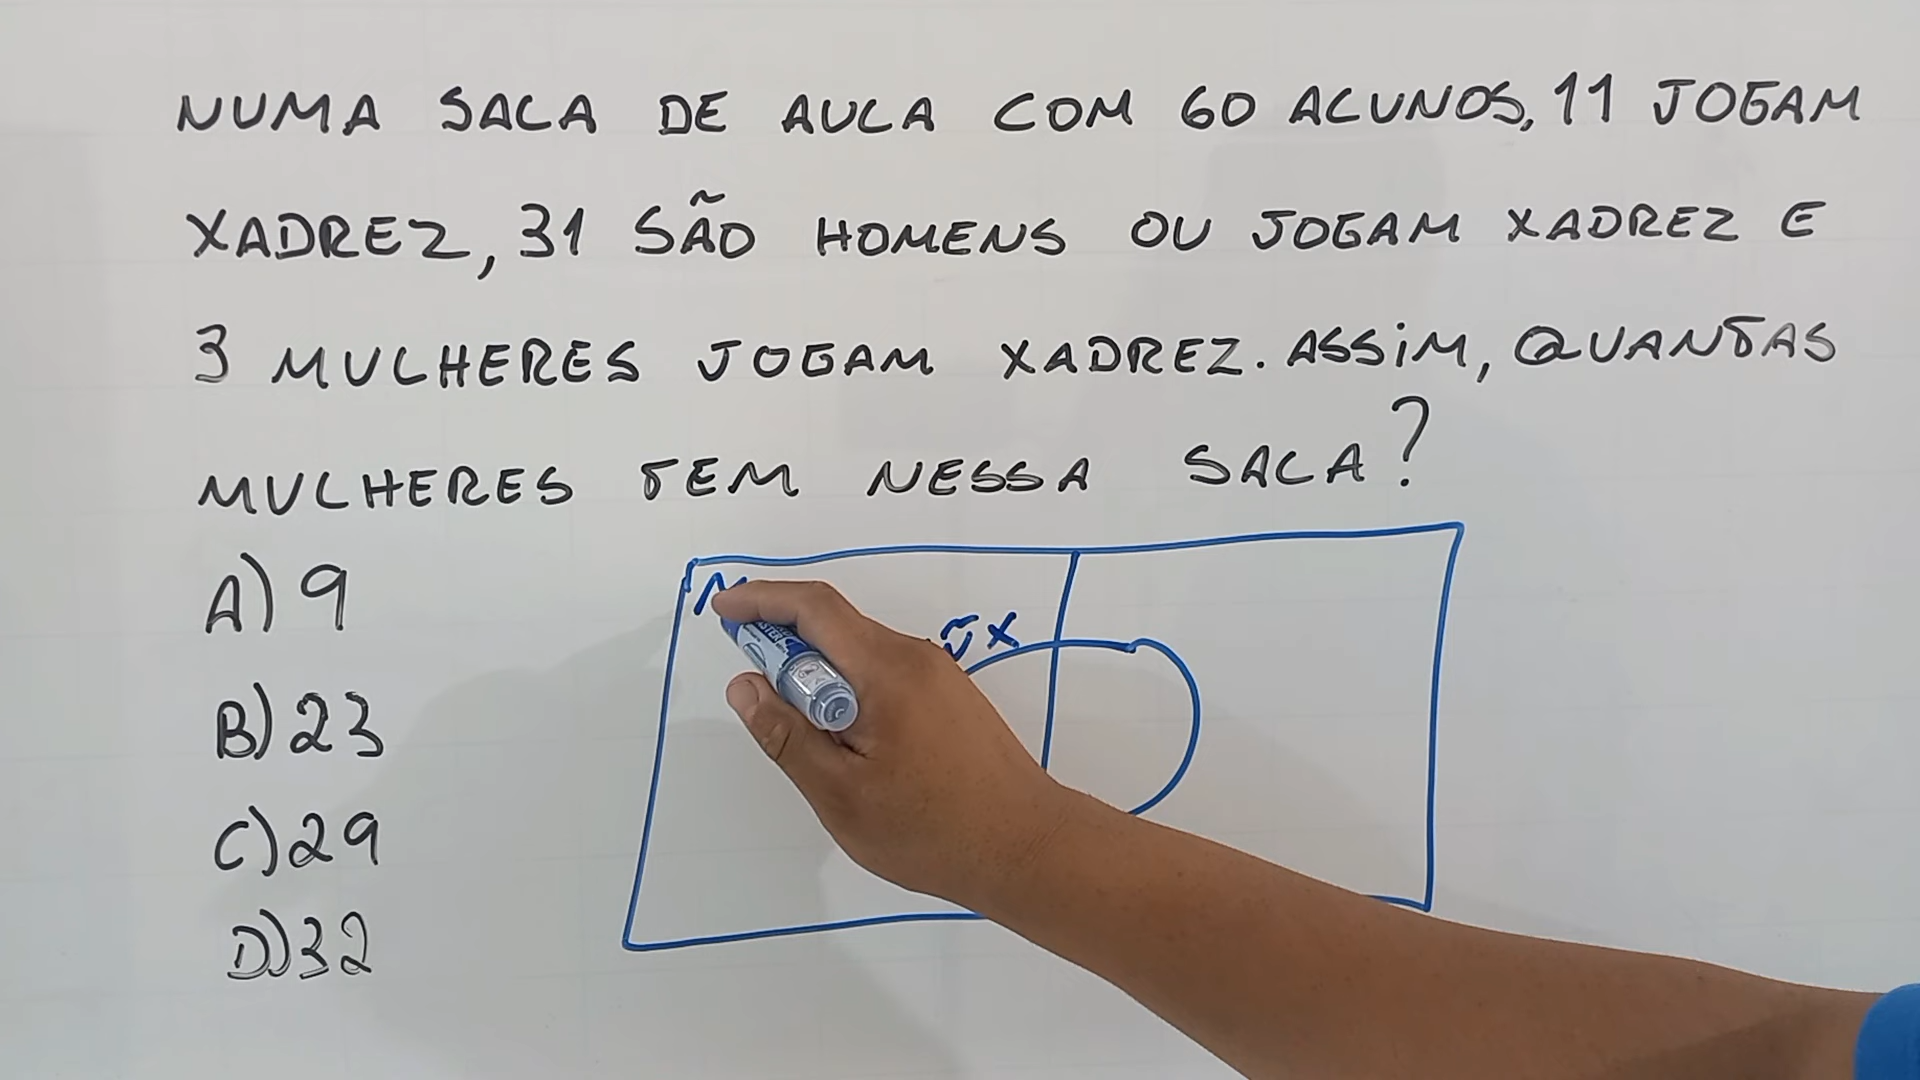 NUMA SALA DE AULA COM 60 ALUNOS, 11 JOGAM
XADREZ, 31 SÃO HOMENS OU JOGAM XADREZ E
3 MULHERES JOGAM XADREZ. ASSIM, QUANTAS
MULHERES TEM NESSA SALA?
A) 9
B) 23
C) 29
D) 32